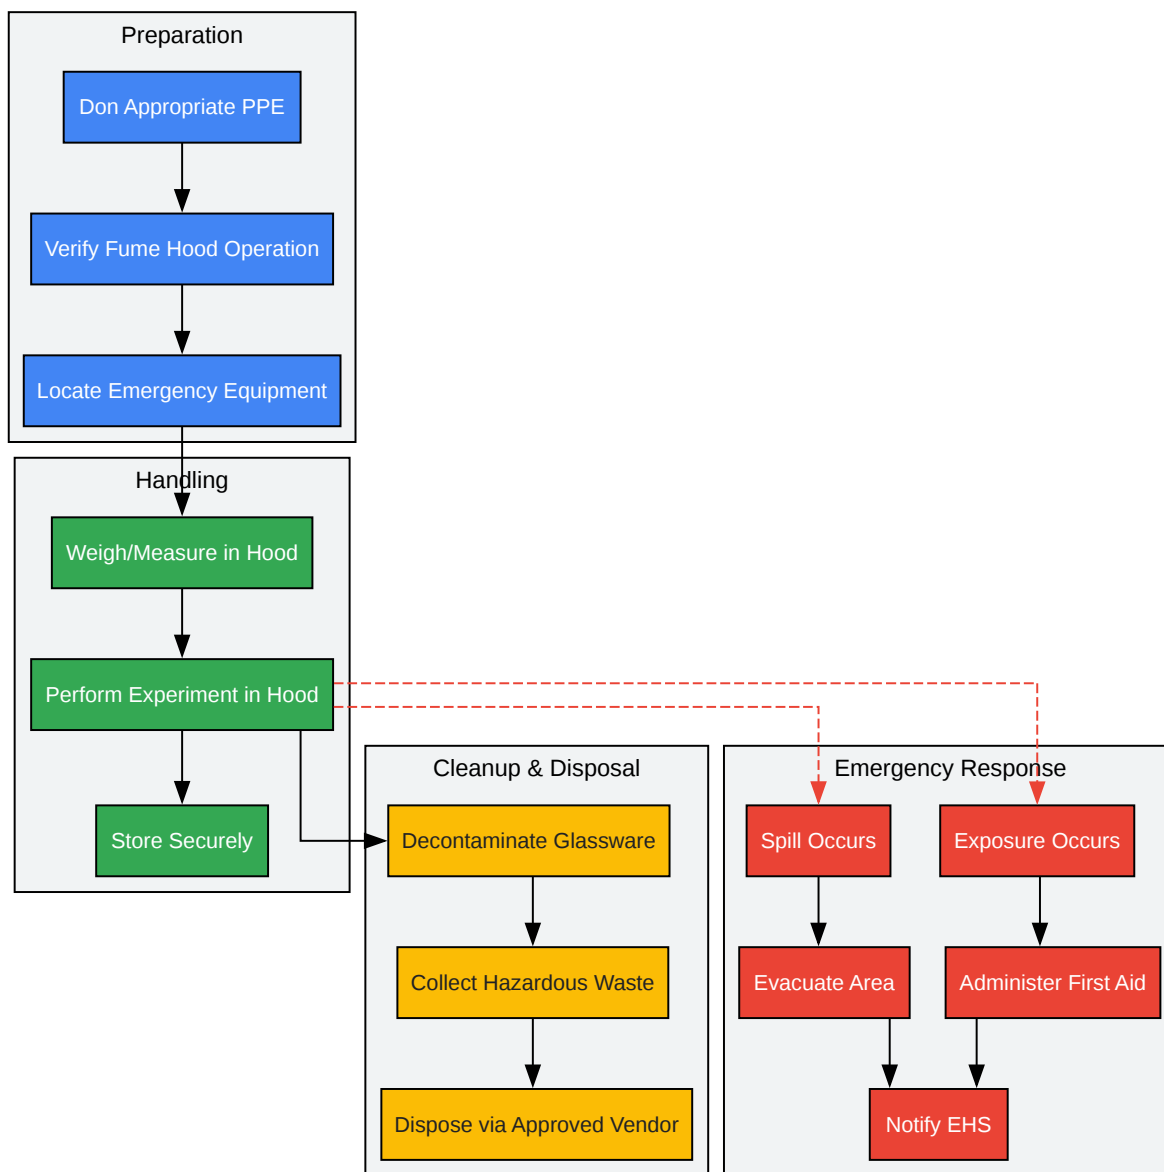 Preparation
Don Appropriate PPE
Verify Fume Hood Operation
Locate Emergency Equipment
Handling
Weigh/Measure in Hood
Perform Experiment in Hood
Store Securely
Cleanup & Disposal
Decontaminate Glassware
Collect Hazardous Waste
Dispose via Approved Vendor
Emergency Response
Spill Occurs
Exposure Occurs
Evacuate Area
Administer First Aid
Notify EHS